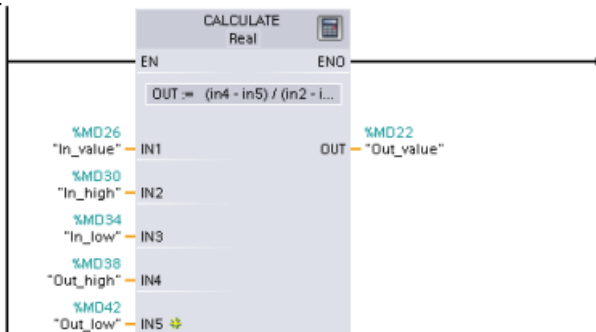 CALCULATE
Real
EN ENO
OUT := (in4 - in5) / (in2 - i...
%MD26
"In_value" IN1
%MD22
OUT "Out_value"
%MD30
"In_high" IN2
%MD34
"In_low" IN3
%MD38
"Out_high" IN4
%MD42
"Out_low" IN5